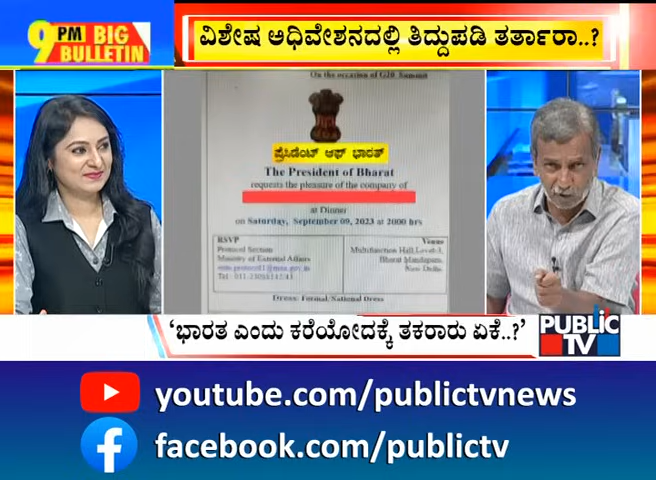 9 PM BIG BULLETIN
ವಿಶೇಷ ಅಧಿವೇಶನದಲ್ಲಿ ತಿದ್ದುಪಡಿ ತರ್ತಾರಾ..?
On the occasion of G20 Summit
ಪ್ರೆಸಿಡೆಂಟ್ ಆಫ್ ಭಾರತ್
The President of Bharat
requests the pleasure of the company of
at Dinner
on Saturday, September 09, 2023 at 2000 hrs
RSVP
Protocol Section
Ministry of External Affairs
Venue
Multifunction Hall, Level-3,
Bharat Mandapam,
New Delhi.
Dress: Formal/National Dress
'ಭಾರತ ಎಂದು ಕರೆಯೋದಕ್ಕೆ ತಕರಾರು ಏಕೆ..?'
PUBLiC TV
youtube.com/publictvnews
facebook.com/publictv